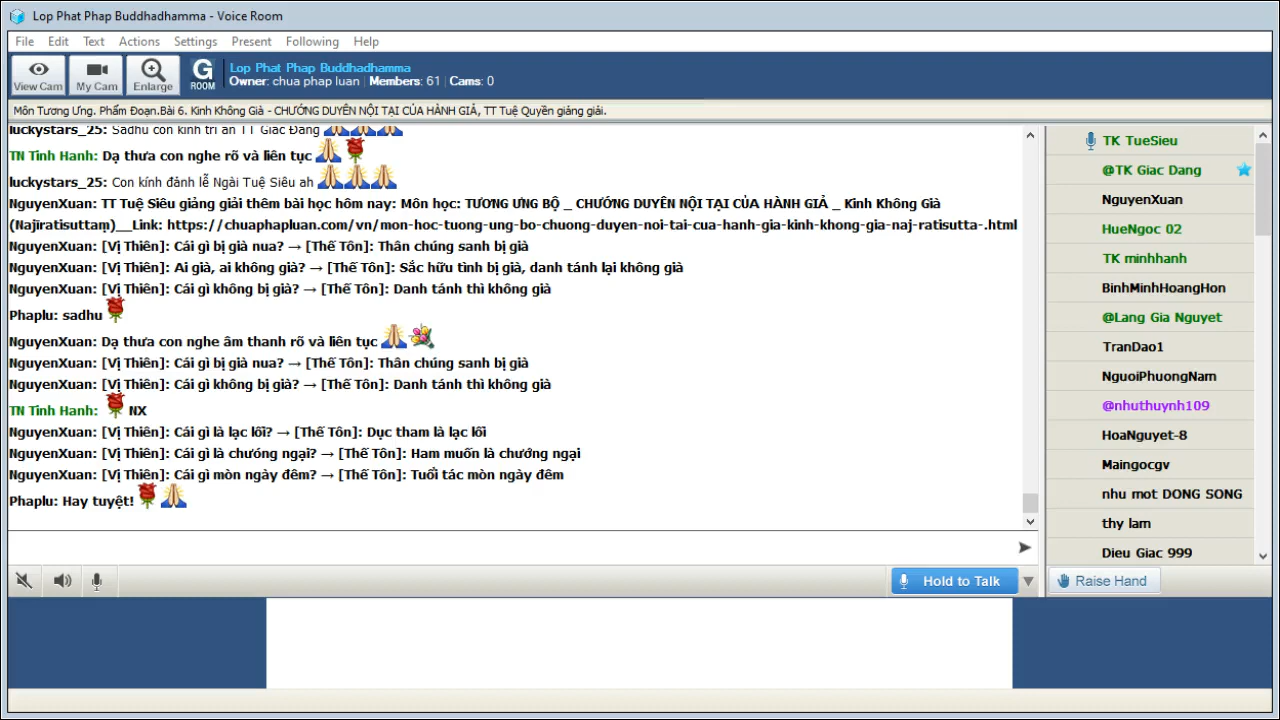 Lop Phat Phap Buddhadhamma - Voice Room
File Edit Text Actions Settings Present Following Help
View Cam My Cam Enlarge G ROOM
Lop Phat Phap Buddhadhamma
Owner: chua phap luan Members: 61 Cams: 0
Môn Tương Ưng. Phẩm Đoạn.Bài 6. Kinh Không Già - CHƯỚNG DUYÊN NỘI TẠI CỦA HÀNH GIẢ, TT Tuệ Quyền giảng giải.
luckystars_25: Sadhu con kính tri ân TT Giác Đẳng
TN Tinh Hanh: Dạ thưa con nghe rõ và liên tục
luckystars_25: Con kính đảnh lễ Ngài Tuệ Siêu ah
NguyenXuan: TT Tuệ Siêu giảng giải thêm bài học hôm nay: Môn học: TƯƠNG ƯNG BỘ _ CHƯỚNG DUYÊN NỘI TẠI CỦA HÀNH GIẢ _ Kinh Không Già
(Najīratisuttaṃ)__Link: https://chuaphapluan.com/vn/mon-hoc-tuong-ung-bo-chuong-duyen-noi-tai-cua-hanh-gia-kinh-khong-gia-naj-ratisutta-.html
NguyenXuan: [Vị Thiên]: Cái gì bị già nua? → [Thế Tôn]: Thân chúng sanh bị già
NguyenXuan: [Vị Thiên]: Ai già, ai không già? → [Thế Tôn]: Sắc hữu tình bị già, danh tánh lại không già
NguyenXuan: [Vị Thiên]: Cái gì không bị già? → [Thế Tôn]: Danh tánh thì không già
Phaplu: sadhu
NguyenXuan: Dạ thưa con nghe âm thanh rõ và liên tục
NguyenXuan: [Vị Thiên]: Cái gì bị già nua? → [Thế Tôn]: Thân chúng sanh bị già
NguyenXuan: [Vị Thiên]: Cái gì không bị già? → [Thế Tôn]: Danh tánh thì không già
TN Tinh Hanh: NX
NguyenXuan: [Vị Thiên]: Cái gì là lạc lối? → [Thế Tôn]: Dục tham là lạc lối
NguyenXuan: [Vị Thiên]: Cái gì là chướng ngại? → [Thế Tôn]: Ham muốn là chướng ngại
NguyenXuan: [Vị Thiên]: Cái gì mòn ngày đêm? → [Thế Tôn]: Tuổi tác mòn ngày đêm
Phaplu: Hay tuyệt!
TK TueSieu
@TK Giac Dang
NguyenXuan
HueNgoc 02
TK minhhanh
BinhMinhHoangHon
@Lang Gia Nguyet
TranDao1
NguoiPhuongNam
@nhuthuynh109
HoaNguyet-8
Maingocgv
nhu mot DONG SONG
thy lam
Dieu Giac 999
Hold to Talk
Raise Hand